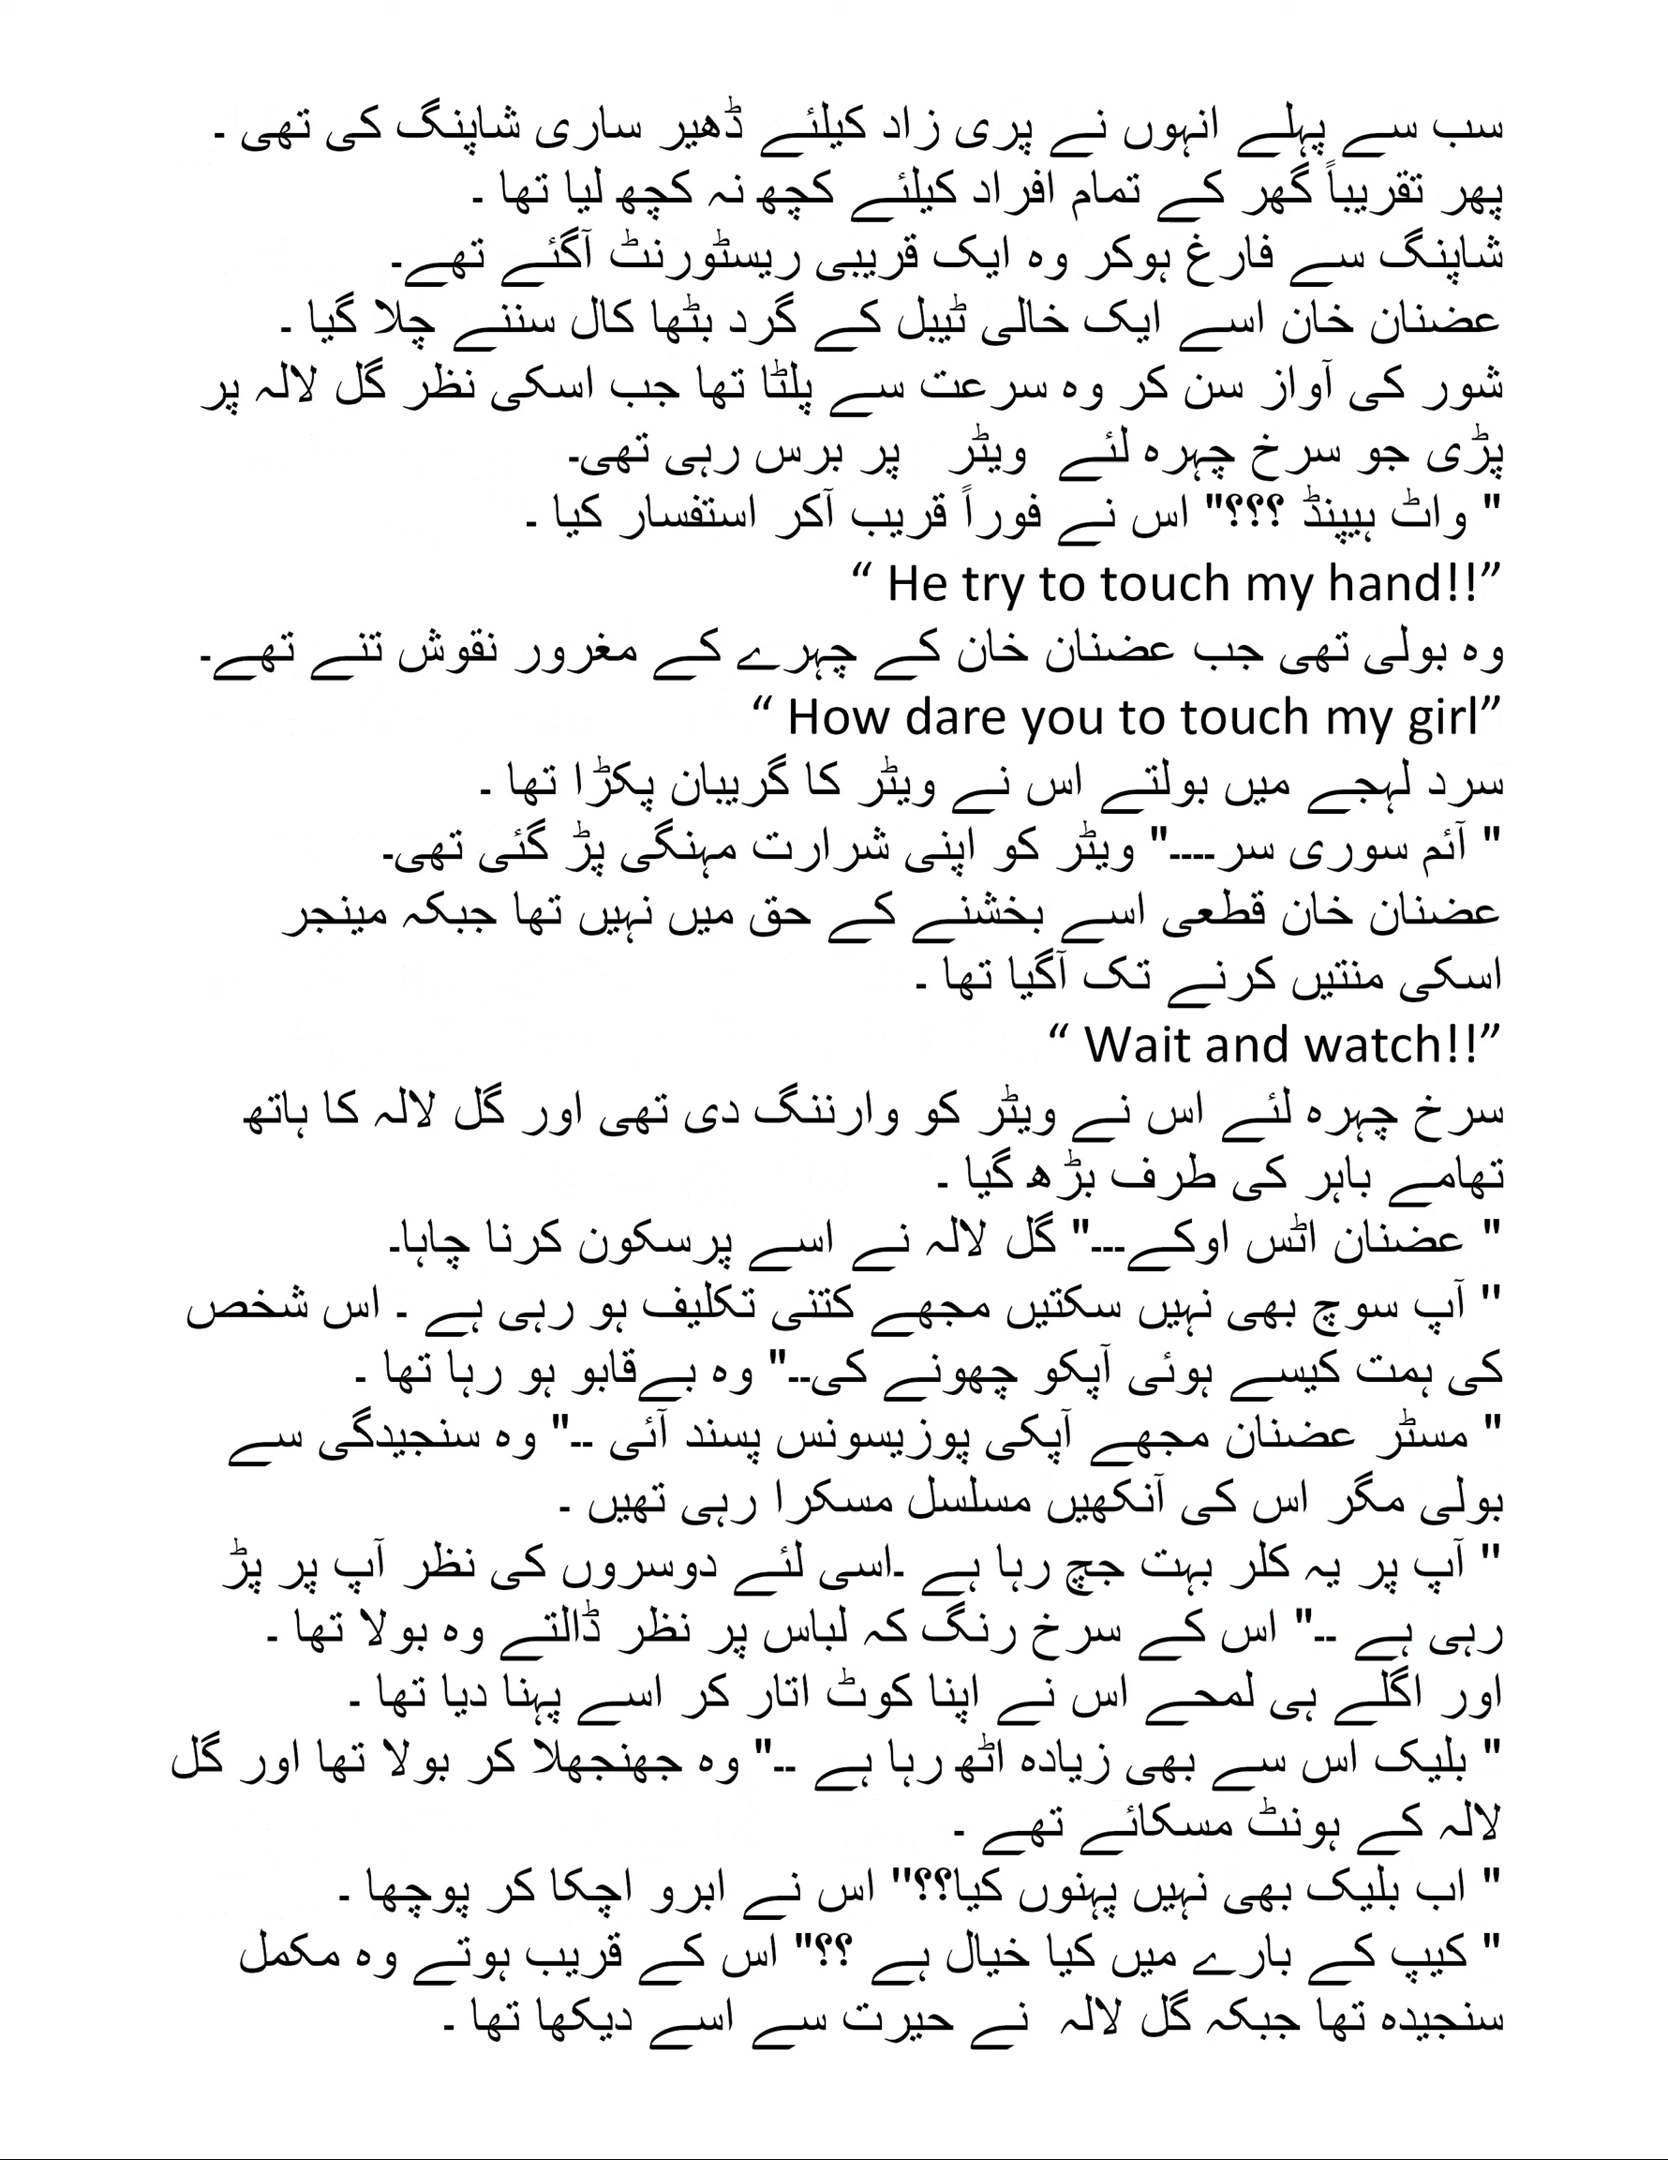 سب سے پہلے انہوں نے پری زاد کیلئے ڈھیر ساری شاپنگ کی تھی ۔
پھر تقریباً گھر کے تمام افراد کیلئے کچھ نہ کچھ لیا تھا ۔
شاپنگ سے فارغ ہوکر وہ ایک قریبی ریسٹورنٹ آگئے تھے۔
عضنان خان اسے ایک خالی ٹیبل کے گرد بٹھا کال سننے چلا گیا ۔
شور کی آواز سن کر وہ سرعت سے پلٹا تھا جب اسکی نظر گل لالہ پر
پڑی جو سرخ چہرہ لئے ویٹر پر برس رہی تھی۔
" واٹ ہیپنڈ ؟؟؟" اس نے فوراً قریب آکر استفسار کیا ۔
“ He try to touch my hand!!”
وہ بولی تھی جب عضنان خان کے چہرے کے مغرور نقوش تنے تھے۔
“ How dare you to touch my girl”
سرد لہجے میں بولتے اس نے ویٹر کا گریبان پکڑا تھا ۔
" آئم سوری سر۔۔۔۔" ویٹر کو اپنی شرارت مہنگی پڑ گئی تھی۔
عضنان خان قطعی اسے بخشنے کے حق میں نہیں تھا جبکہ مینجر
اسکی منتیں کرنے تک آگیا تھا ۔
“ Wait and watch!!”
سرخ چہرہ لئے اس نے ویٹر کو وارننگ دی تھی اور گل لالہ کا ہاتھ
تھامے باہر کی طرف بڑھ گیا ۔
" عضنان اٹس اوکے۔۔۔" گل لالہ نے اسے پرسکون کرنا چاہا۔
" آپ سوچ بھی نہیں سکتیں مجھے کتنی تکلیف ہو رہی ہے ۔ اس شخص
کی ہمت کیسے ہوئی آپکو چھونے کی۔۔" وہ بےقابو ہو رہا تھا ۔
" مسٹر عضنان مجھے آپکی پوزیسونس پسند آئی ۔۔" وہ سنجیدگی سے
بولی مگر اس کی آنکھیں مسلسل مسکرا رہی تھیں ۔
" آپ پر یہ کلر بہت جچ رہا ہے ۔اسی لئے دوسروں کی نظر آپ پر پڑ
رہی ہے ۔۔" اس کے سرخ رنگ کہ لباس پر نظر ڈالتے وہ بولا تھا ۔
اور اگلے ہی لمحے اس نے اپنا کوٹ اتار کر اسے پہنا دیا تھا ۔
" بلیک اس سے بھی زیادہ اٹھ رہا ہے ۔۔" وہ جھنجھلا کر بولا تھا اور گل
لالہ کے ہونٹ مسکائے تھے ۔
" اب بلیک بھی نہیں پہنوں کیا؟؟" اس نے ابرو اچکا کر پوچھا ۔
" کیپ کے بارے میں کیا خیال ہے ؟؟" اس کے قریب ہوتے وہ مکمل
سنجیدہ تھا جبکہ گل لالہ نے حیرت سے اسے دیکھا تھا ۔